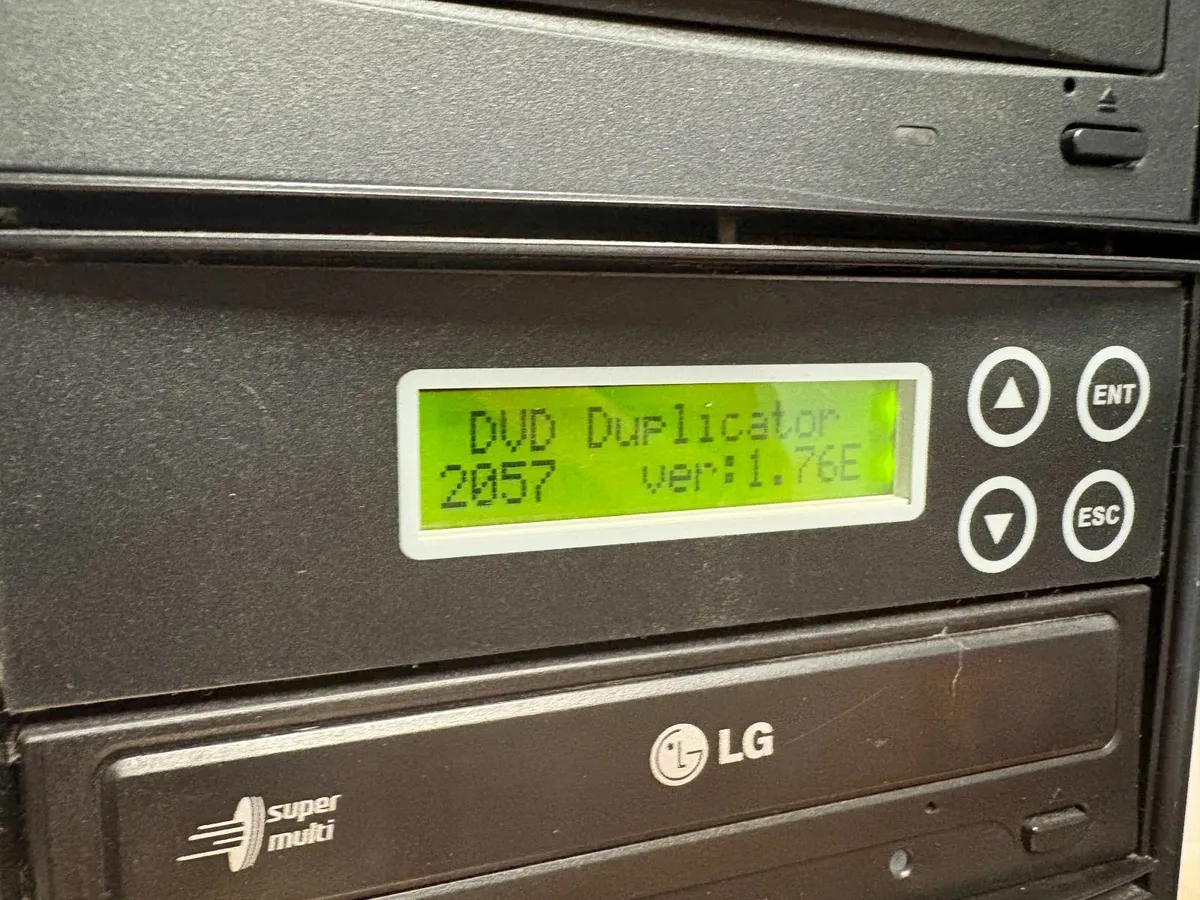 DVD Duplicator
2057 ver:1.76E
ENT
ESC
LG
super
multi